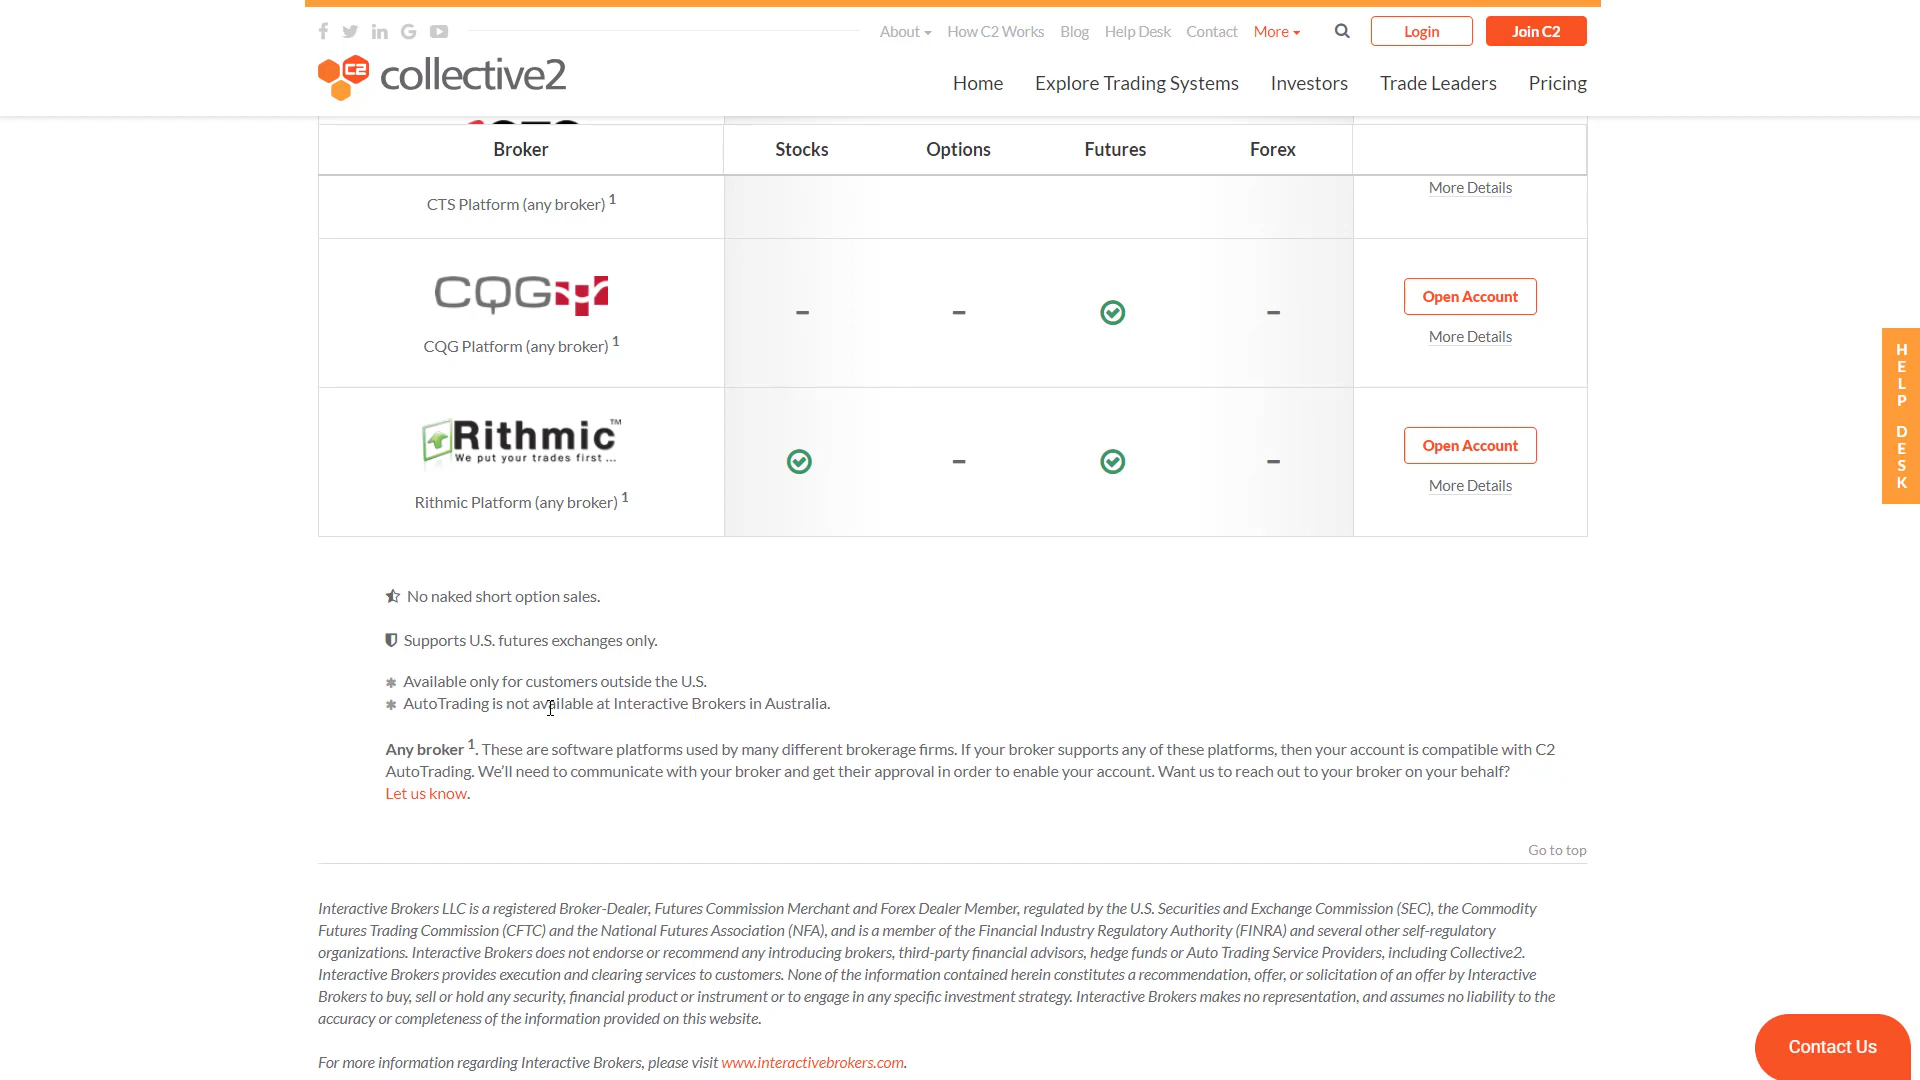 About
How C2 Works
Blog
Help Desk
Contact
More
Login
Join C2
C2 collective2
Home
Explore Trading Systems
Investors
Trade Leaders
Pricing
Broker
Stocks
Options
Futures
Forex
CTS Platform (any broker) 1
More Details
CQG
CQG Platform (any broker) 1
Open Account
More Details
Rithmic™
We put your trades first ...
Rithmic Platform (any broker) 1
Open Account
More Details
H
E
L
P
D
E
S
K
No naked short option sales.
Supports U.S. futures exchanges only.
Available only for customers outside the U.S.
AutoTrading is not available at Interactive Brokers in Australia.
Any broker 1. These are software platforms used by many different brokerage firms. If your broker supports any of these platforms, then your account is compatible with C2
AutoTrading. We’ll need to communicate with your broker and get their approval in order to enable your account. Want us to reach out to your broker on your behalf?
Let us know.
Go to top
Interactive Brokers LLC is a registered Broker-Dealer, Futures Commission Merchant and Forex Dealer Member, regulated by the U.S. Securities and Exchange Commission (SEC), the Commodity
Futures Trading Commission (CFTC) and the National Futures Association (NFA), and is a member of the Financial Industry Regulatory Authority (FINRA) and several other self-regulatory
organizations. Interactive Brokers does not endorse or recommend any introducing brokers, third-party financial advisors, hedge funds or Auto Trading Service Providers, including Collective2.
Interactive Brokers provides execution and clearing services to customers. None of the information contained herein constitutes a recommendation, offer, or solicitation of an offer by Interactive
Brokers to buy, sell or hold any security, financial product or instrument or to engage in any specific investment strategy. Interactive Brokers makes no representation, and assumes no liability to the
accuracy or completeness of the information provided on this website.
For more information regarding Interactive Brokers, please visit www.interactivebrokers.com.
Contact Us